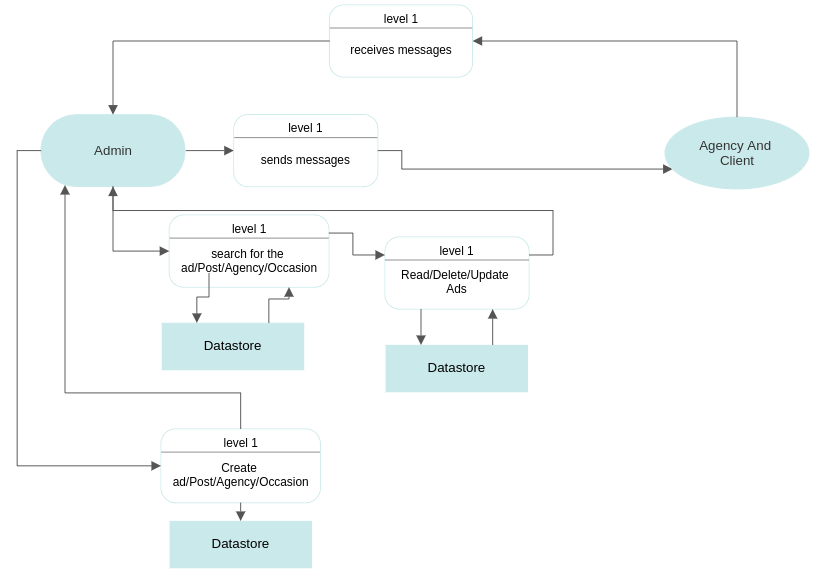 level 1
receives messages
Admin
level 1
sends messages
Agency And
Client
level 1
search for the
ad/Post/Agency/Occasion
level 1
Read/Delete/Update
Ads
Datastore
Datastore
level 1
Create
ad/Post/Agency/Occasion
Datastore